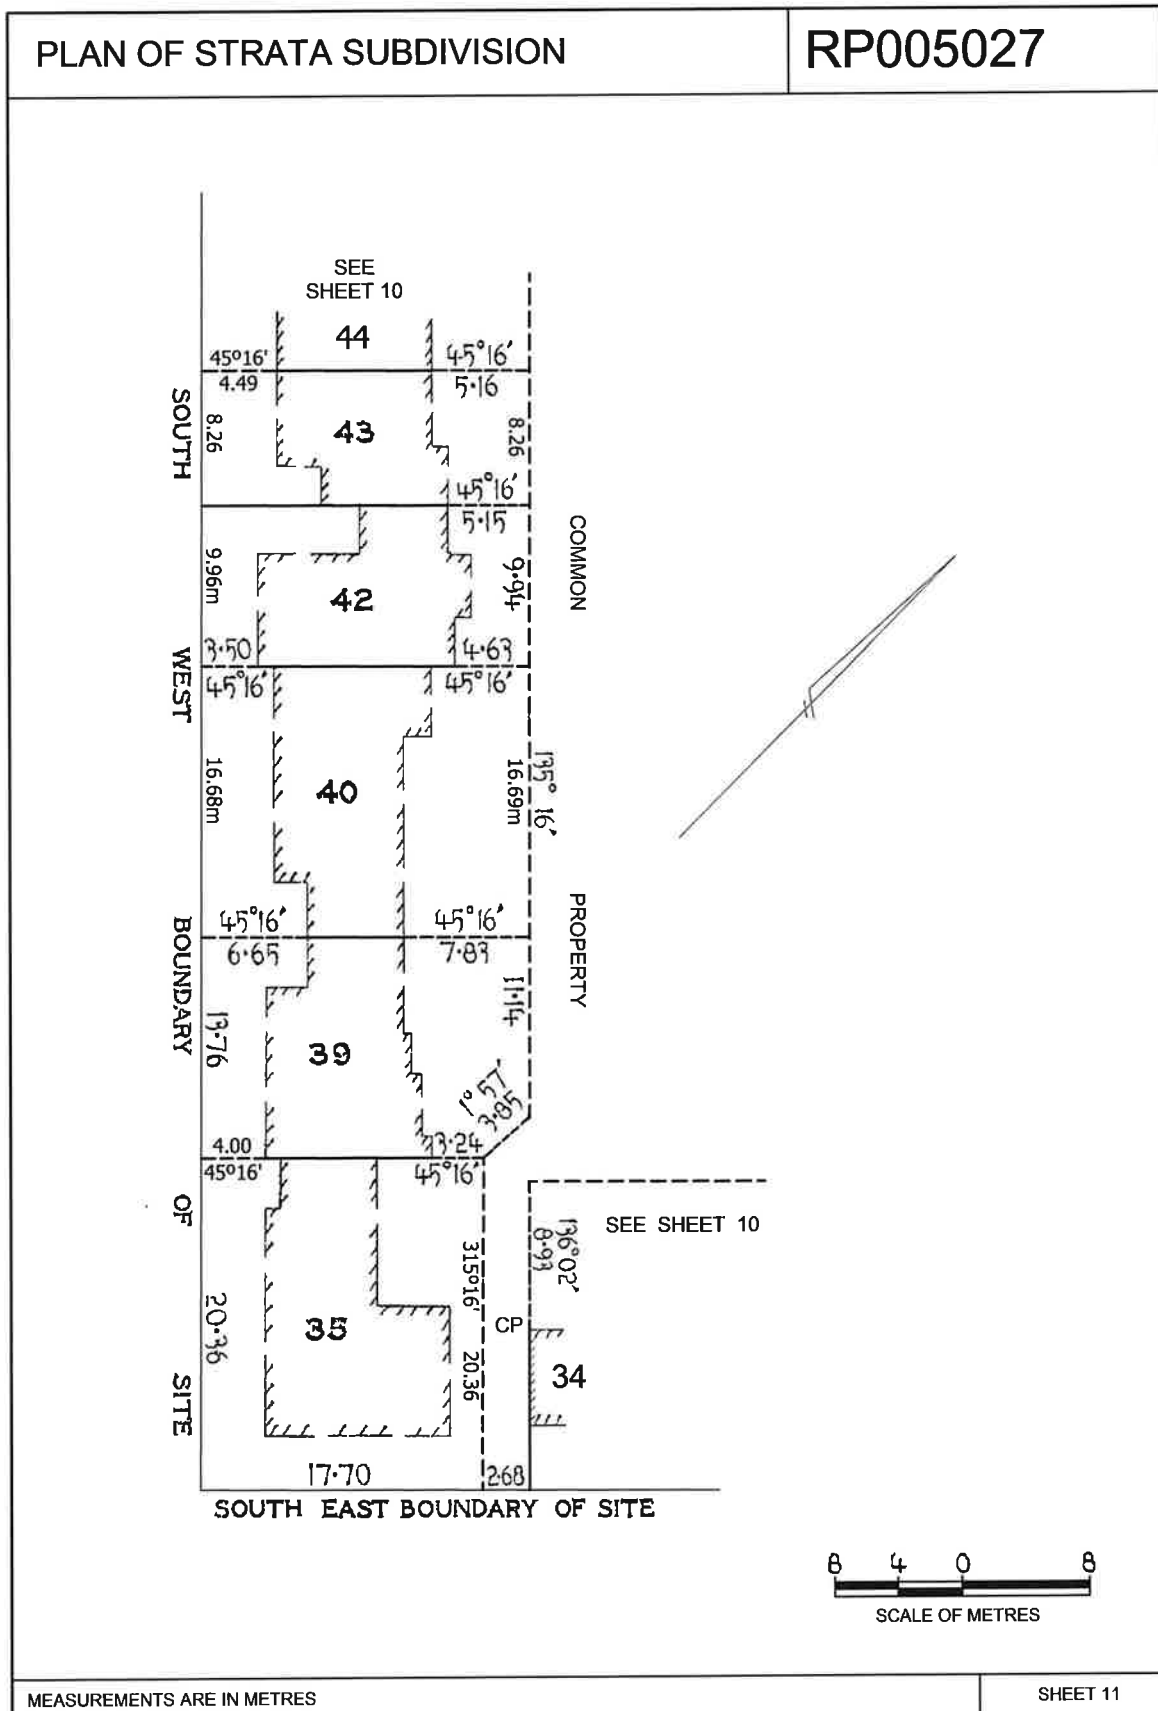 PLAN OF STRATA SUBDIVISION
RP005027
SEE
SHEET 10
44
45°16'
4.49
45°16'
5·16
SOUTH
8.26
43
8.26
45°16'
5·15
COMMON
9.96m
42
9·94
3·50
45°16'
4·63
45°16'
WEST
16.68m
40
16.69m
135° 16'
45°16'
6·65
45°16'
7·83
PROPERTY
BOUNDARY
13·76
39
11·14
1° 57'
3·85
4.00
45°16'
3·24
45°16'
OF
SEE SHEET 10
136°02'
8·93
315°16'
20.36
20·36
35
CP
34
SITE
17·70
2·68
SOUTH EAST BOUNDARY OF SITE
8 4 0 8
SCALE OF METRES
MEASUREMENTS ARE IN METRES
SHEET 11